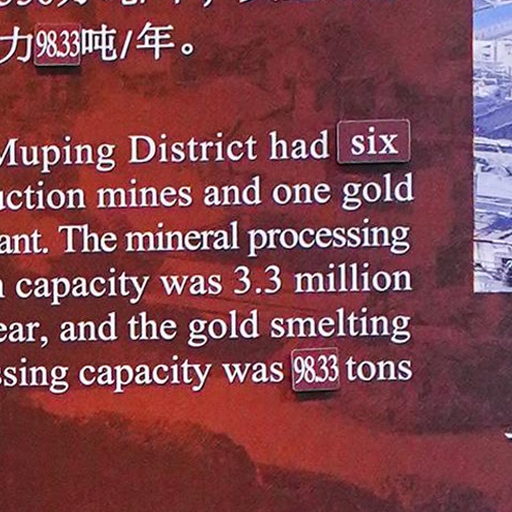 力98.33吨/年。
Muping District had six
uction mines and one gold
ant. The mineral processing
n capacity was 3.3 million
ear, and the gold smelting
ssing capacity was 98.33 tons